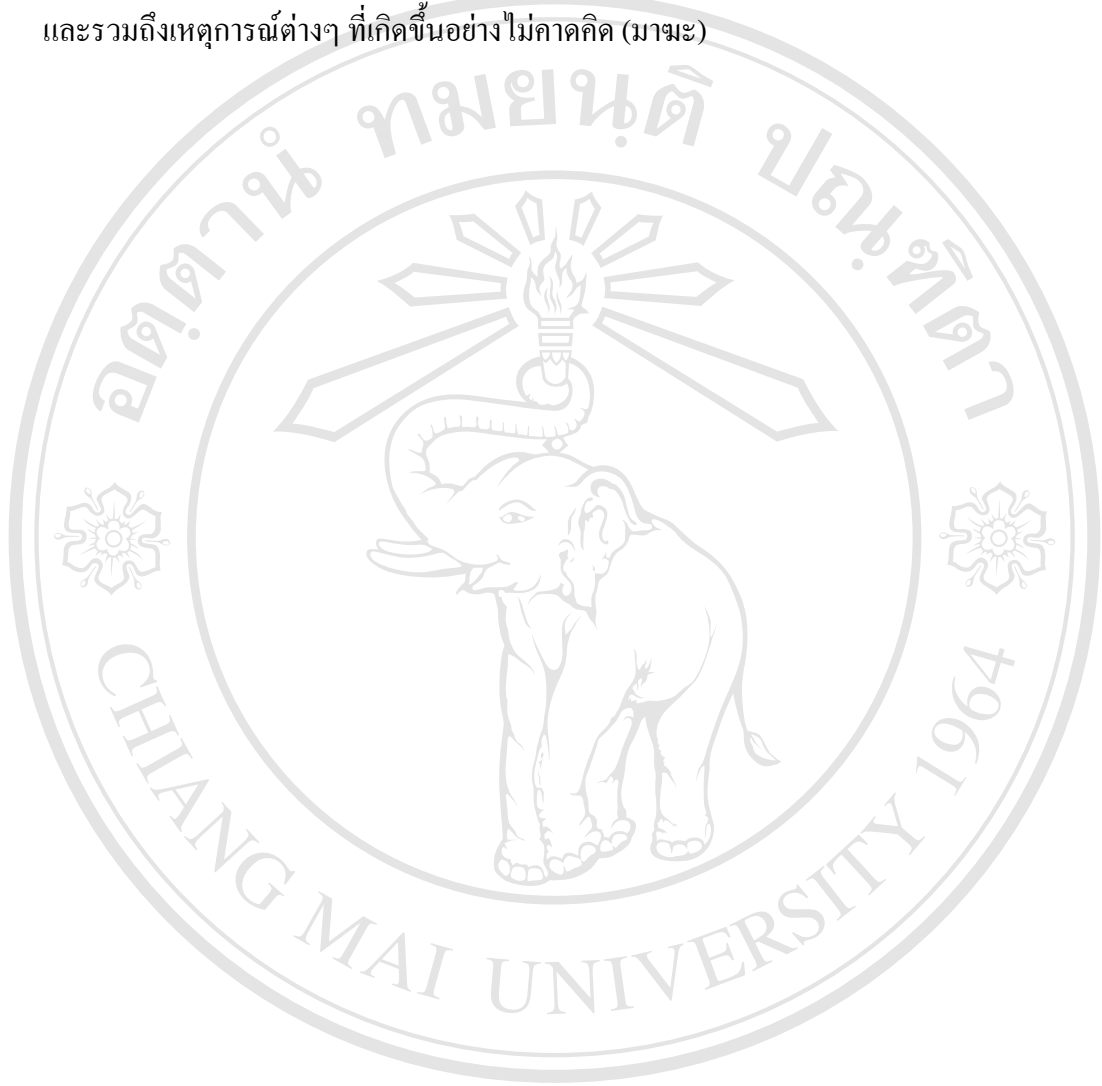 และรวมถึงเหตุการณ์ต่างๆ ที่เกิดขึ้นอย่างไม่คาดคิด (มาฆะ)
อตฺตานํ ทมยนฺติ ปณฺฑิตา
CHIANG MAI UNIVERSITY 1964